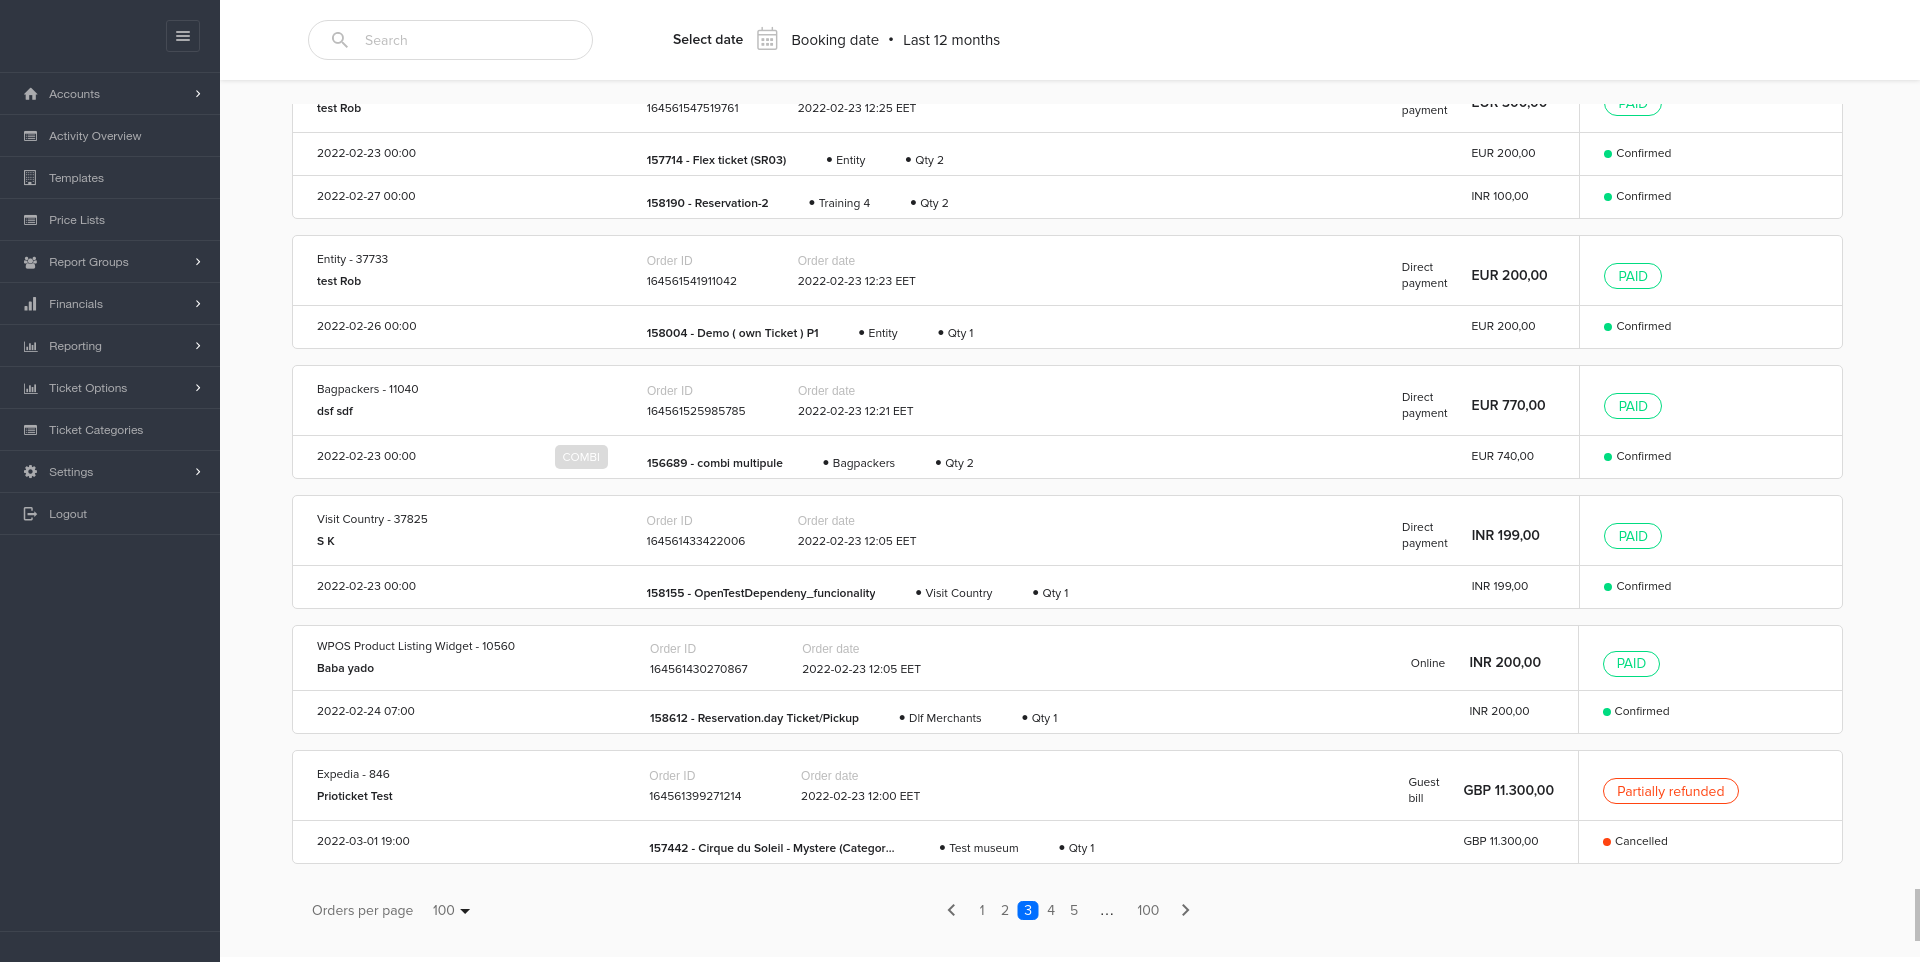 Search
Select date Booking date • Last 12 months
Accounts
Activity Overview
Templates
Price Lists
Report Groups
Financials
Reporting
Ticket Options
Ticket Categories
Settings
Logout
test Rob 164561547519761 2022-02-23 12:25 EET payment EUR 300,00 PAID
2022-02-23 00:00 157714 - Flex ticket (SR03) • Entity • Qty 2 EUR 200,00 Confirmed
2022-02-27 00:00 158190 - Reservation-2 • Training 4 • Qty 2 INR 100,00 Confirmed
Entity - 37733 Order ID Order date Direct
test Rob 164561541911042 2022-02-23 12:23 EET payment EUR 200,00 PAID
2022-02-26 00:00 158004 - Demo ( own Ticket ) P1 • Entity • Qty 1 EUR 200,00 Confirmed
Bagpackers - 11040 Order ID Order date Direct
dsf sdf 164561525985785 2022-02-23 12:21 EET payment EUR 770,00 PAID
2022-02-23 00:00 COMBI 156689 - combi multipule • Bagpackers • Qty 2 EUR 740,00 Confirmed
Visit Country - 37825 Order ID Order date Direct
S K 164561433422006 2022-02-23 12:05 EET payment INR 199,00 PAID
2022-02-23 00:00 158155 - OpenTestDependeny_funcionality • Visit Country • Qty 1 INR 199,00 Confirmed
WPOS Product Listing Widget - 10560 Order ID Order date
Baba yado 164561430270867 2022-02-23 12:05 EET Online INR 200,00 PAID
2022-02-24 07:00 158612 - Reservation.day Ticket/Pickup • Dlf Merchants • Qty 1 INR 200,00 Confirmed
Expedia - 846 Order ID Order date Guest
Prioticket Test 164561399271214 2022-02-23 12:00 EET bill GBP 11.300,00 Partially refunded
2022-03-01 19:00 157442 - Cirque du Soleil - Mystere (Categor... • Test museum • Qty 1 GBP 11.300,00 Cancelled
Orders per page 100 1 2 3 4 5 ... 100